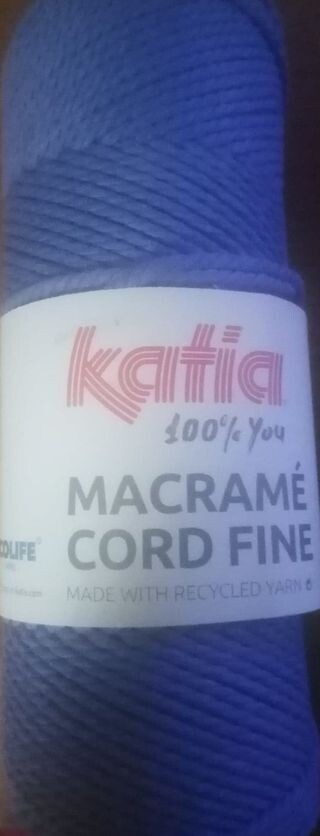 katia
100% You
MACRAMÉ
CORD FINE
MADE WITH RECYCLED YARN